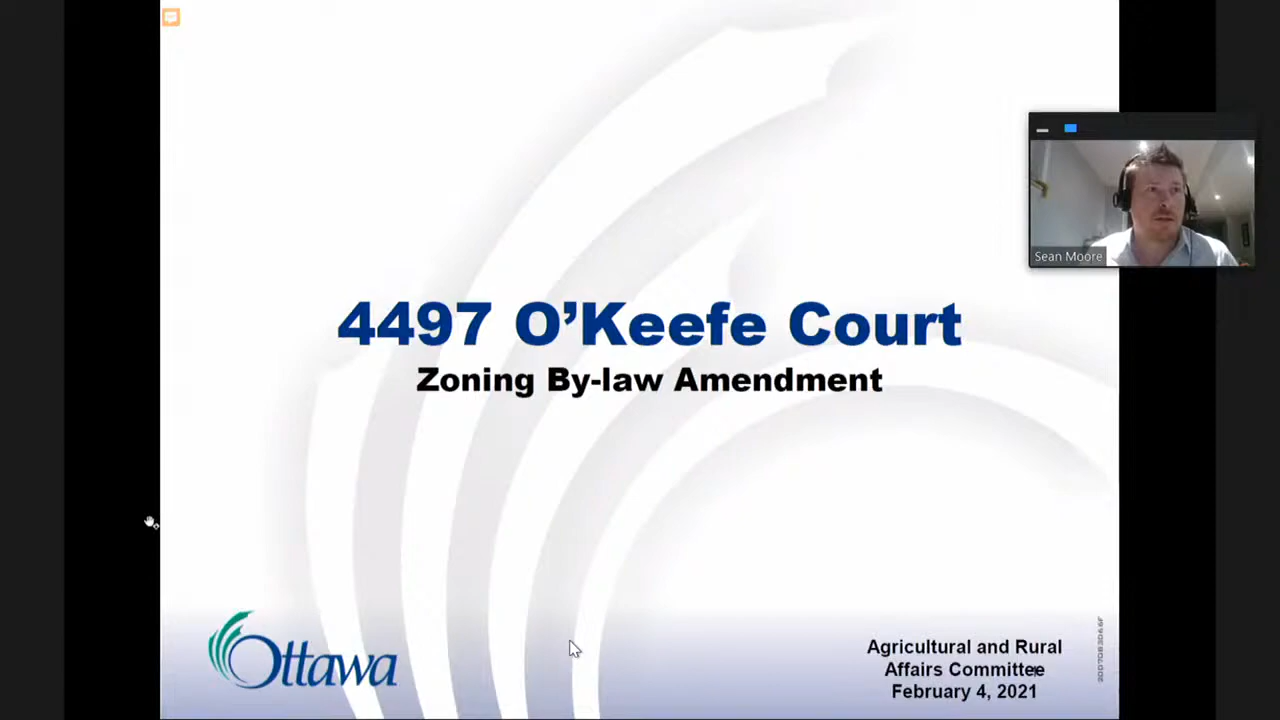 4497 O’Keefe Court
Zoning By-law Amendment
Sean Moore
Ottawa
Agricultural and Rural
Affairs Committee
February 4, 2021